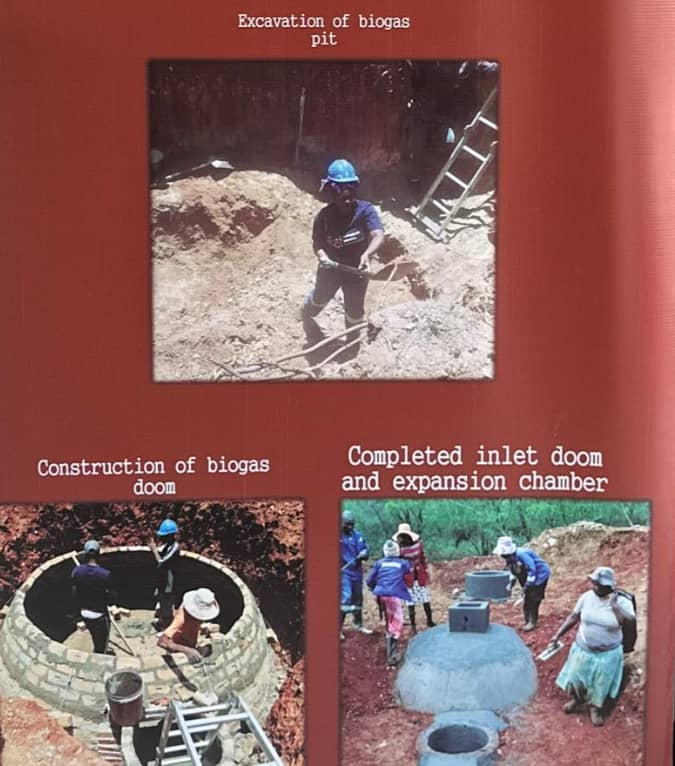 Excavation of biogas
pit
Construction of biogas
doom
Completed inlet doom
and expansion chamber